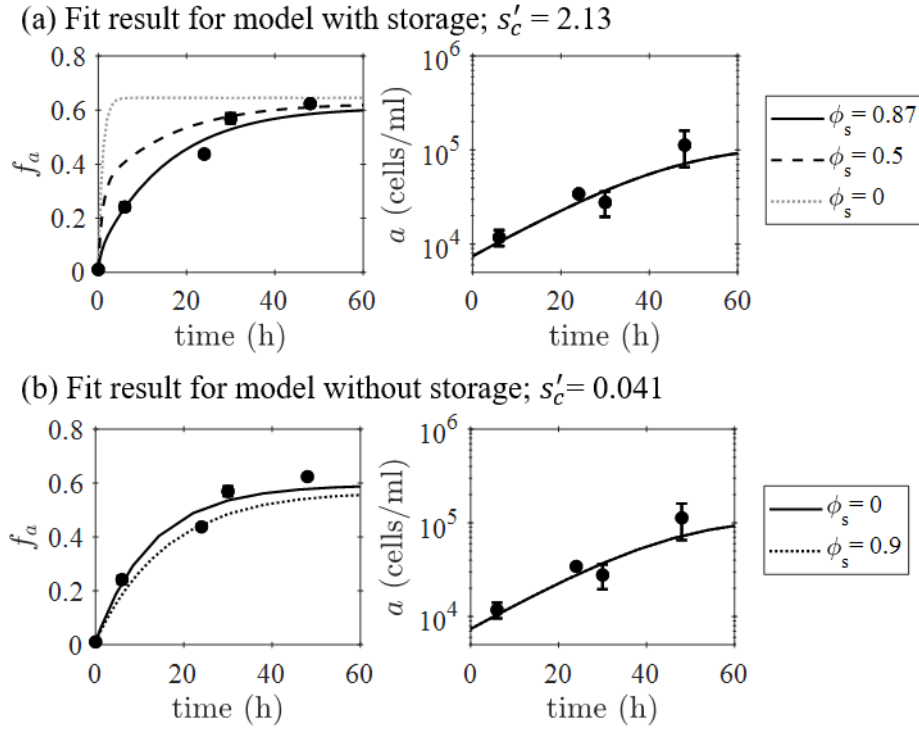 (a) Fit result for model with storage; s′c = 2.13
0.8
0.6
0.4
0.2
0
fa
0 20 40 60
time (h)
10^6
10^5
10^4
a (cells/ml)
0 20 40 60
time (h)
ϕs = 0.87
ϕs = 0.5
ϕs = 0
(b) Fit result for model without storage; s′c = 0.041
0.8
0.6
0.4
0.2
0
fa
0 20 40 60
time (h)
10^6
10^5
10^4
a (cells/ml)
0 20 40 60
time (h)
ϕs = 0
ϕs = 0.9